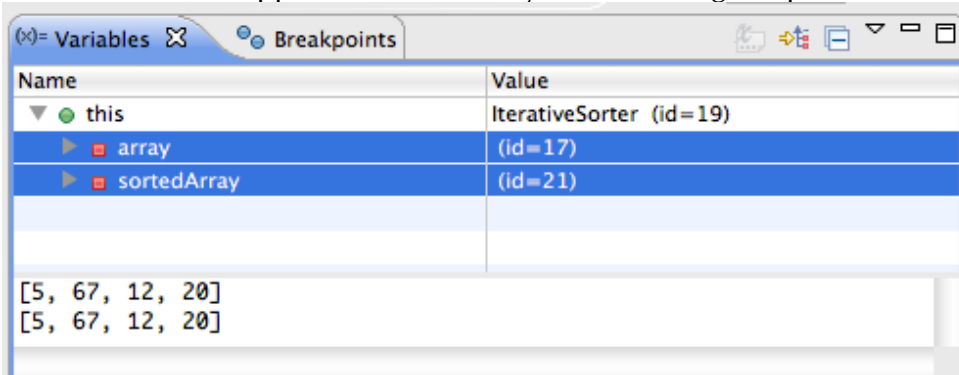 (x)= Variables Breakpoints
Name Value
this IterativeSorter (id=19)
array (id=17)
sortedArray (id=21)
[5, 67, 12, 20]
[5, 67, 12, 20]